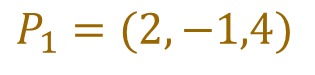 P₁ = (2, −1,4)